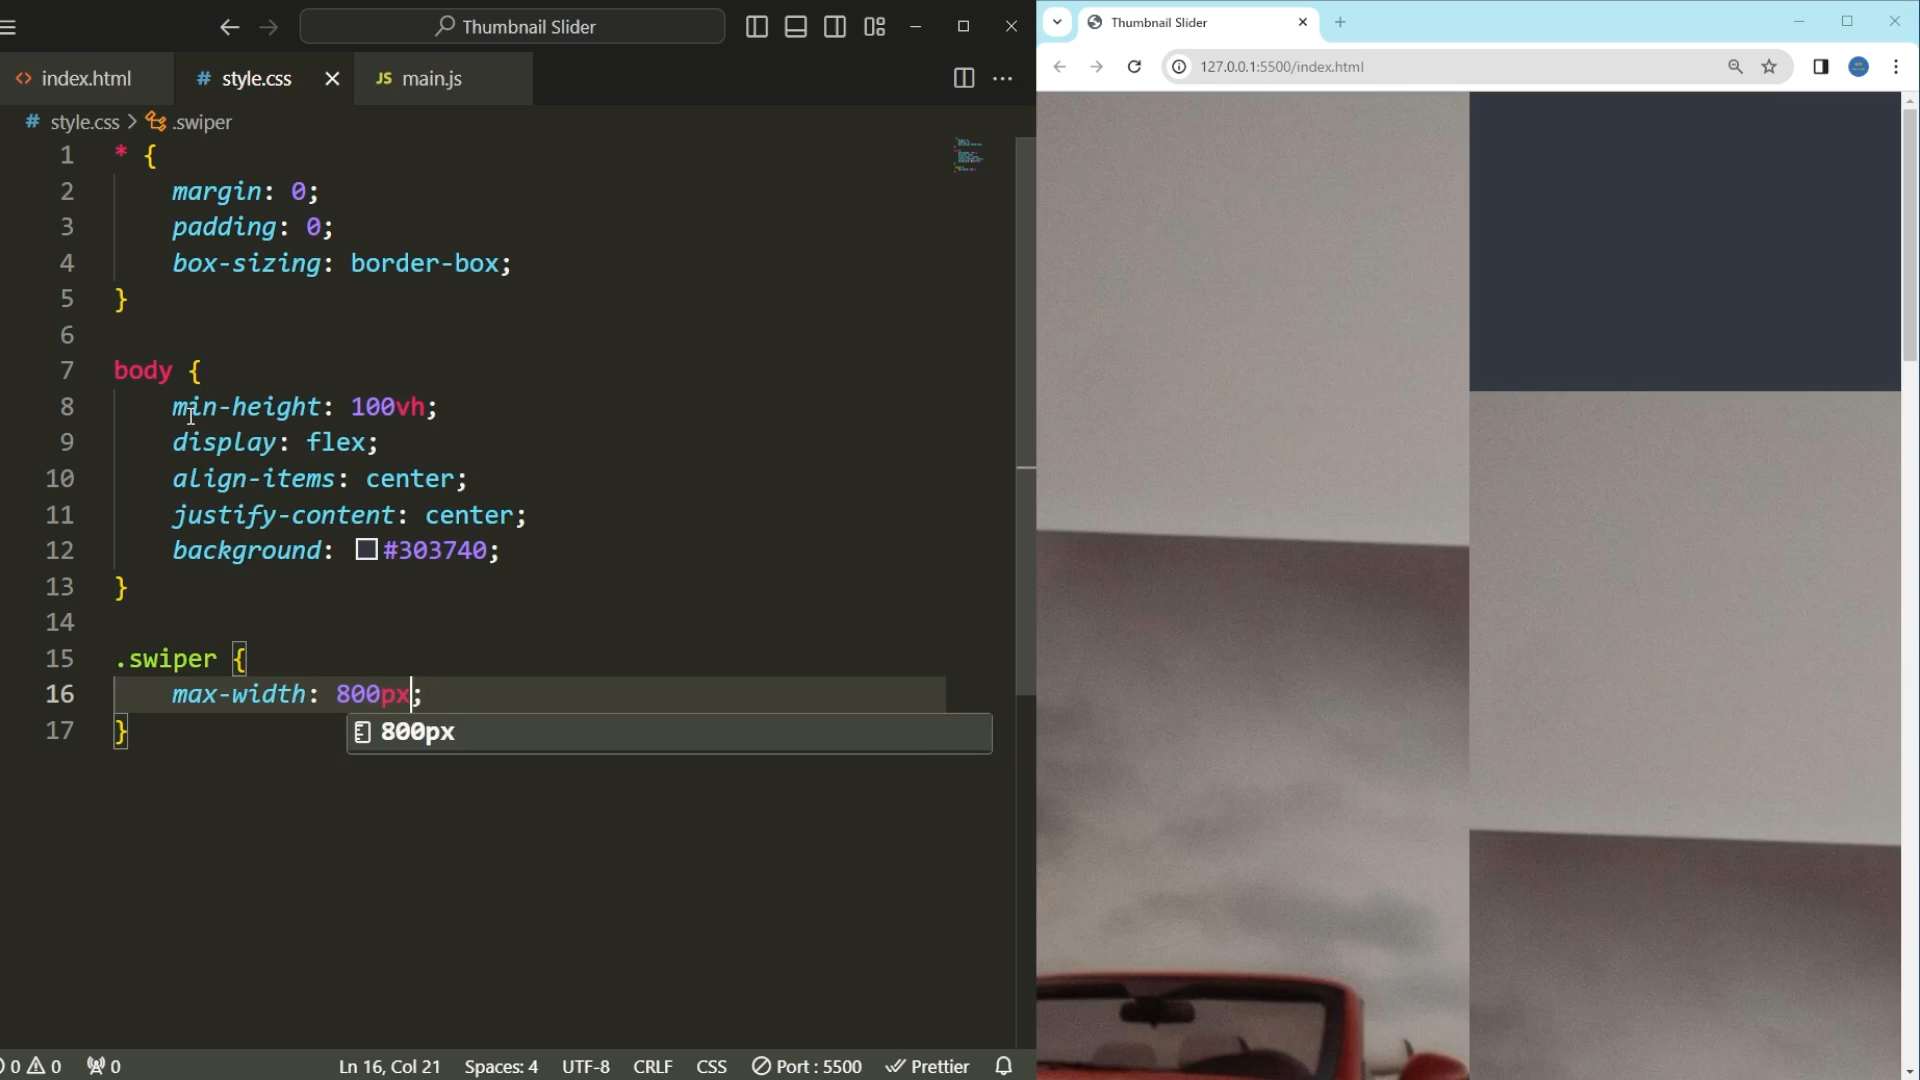 Thumbnail Slider
index.html
# style.css
JS main.js
# style.css > .swiper
1 * {
2 margin: 0;
3 padding: 0;
4 box-sizing: border-box;
5 }
6
7 body {
8 min-height: 100vh;
9 display: flex;
10 align-items: center;
11 justify-content: center;
12 background: #303740;
13 }
14
15 .swiper {
16 max-width: 800px;
800px
17 }
0 0 0 Ln 16, Col 21 Spaces: 4 UTF-8 CRLF CSS Port : 5500 Prettier
Thumbnail Slider
127.0.0.1:5500/index.html